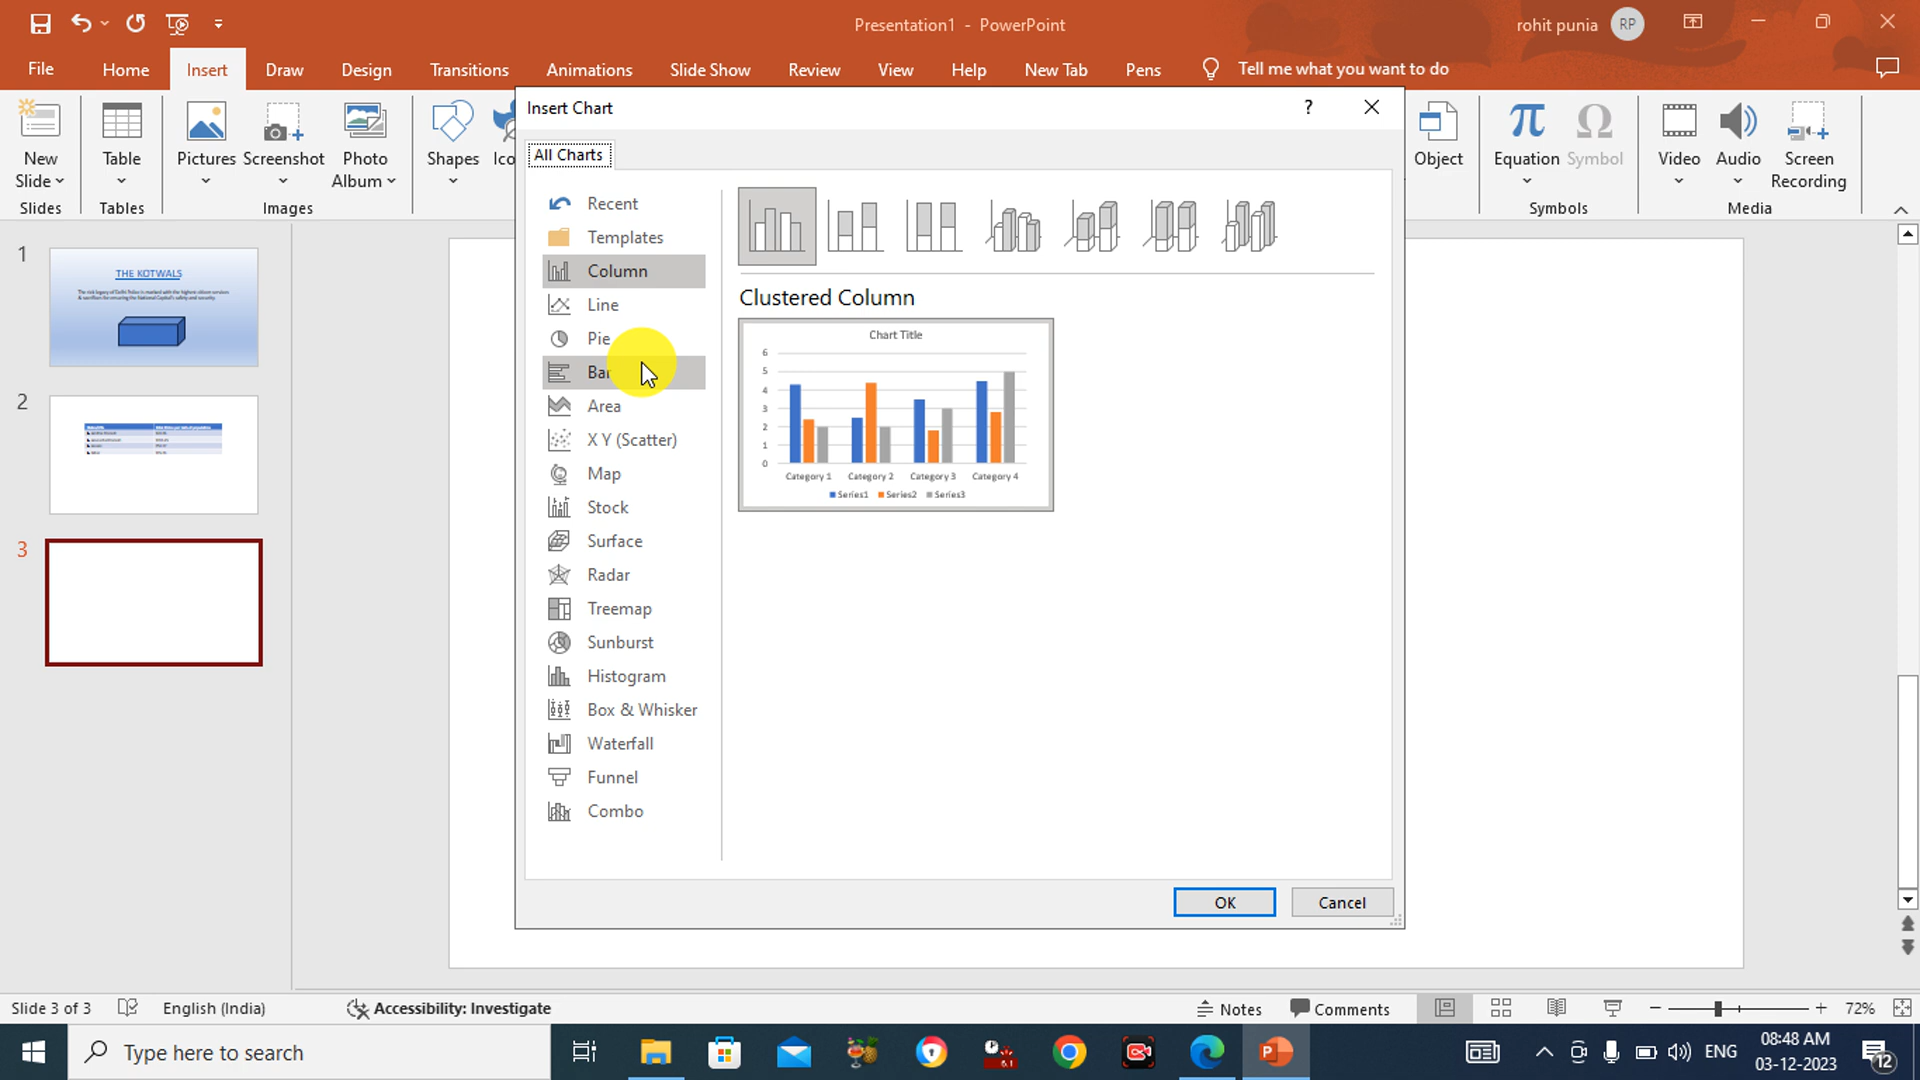 Presentation1 - PowerPoint
rohit punia
RP
File
Home
Insert
Draw
Design
Transitions
Animations
Slide Show
Review
View
Help
New Tab
Pens
Tell me what you want to do
New
Slide
Slides
Table
Tables
Pictures
Screenshot
Photo
Album
Images
Shapes
Ico
Object
Equation
Symbol
Symbols
Video
Audio
Screen
Recording
Media
Insert Chart
?
All Charts
Recent
Templates
Column
Line
Pie
Bar
Area
X Y (Scatter)
Map
Stock
Surface
Radar
Treemap
Sunburst
Histogram
Box & Whisker
Waterfall
Funnel
Combo
Clustered Column
Chart Title
6
5
4
3
2
1
0
Category 1
Category 2
Category 3
Category 4
Series1
Series2
Series3
OK
Cancel
1
THE KOTWALS
2
3
Slide 3 of 3
English (India)
Accessibility: Investigate
Notes
Comments
72%
Type here to search
ENG
08:48 AM
03-12-2023
12